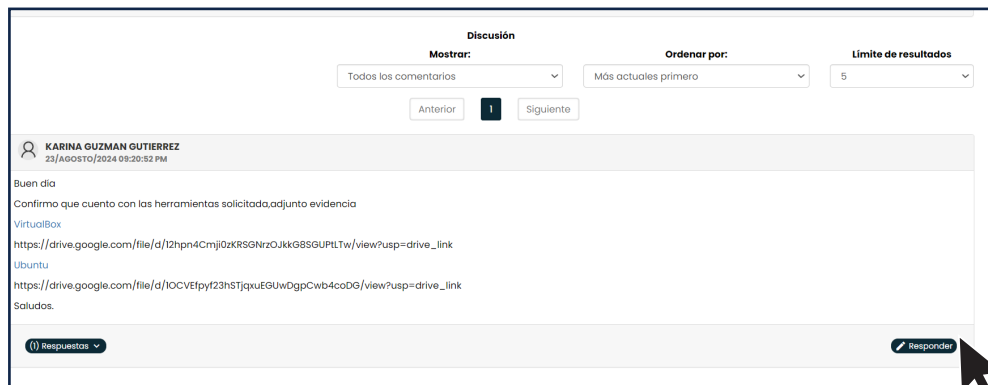 Discusión
Mostrar: Ordenar por: Límite de resultados
Todos los comentarios Más actuales primero 5
Anterior 1 Siguiente
KARINA GUZMAN GUTIERREZ
23/AGOSTO/2024 09:20:52 PM
Buen dia
Confirmo que cuento con las herramientas solicitada,adjunto evidencia
VirtualBox
https://drive.google.com/file/d/12hpn4Cmji0zKRSGNrzOJkkG8SGUPtLTw/view?usp=drive_link
Ubuntu
https://drive.google.com/file/d/1OCVEfpyf23hSTjqxuEGUwDgpCwb4coDG/view?usp=drive_link
Saludos.
(1) Respuestas Responder